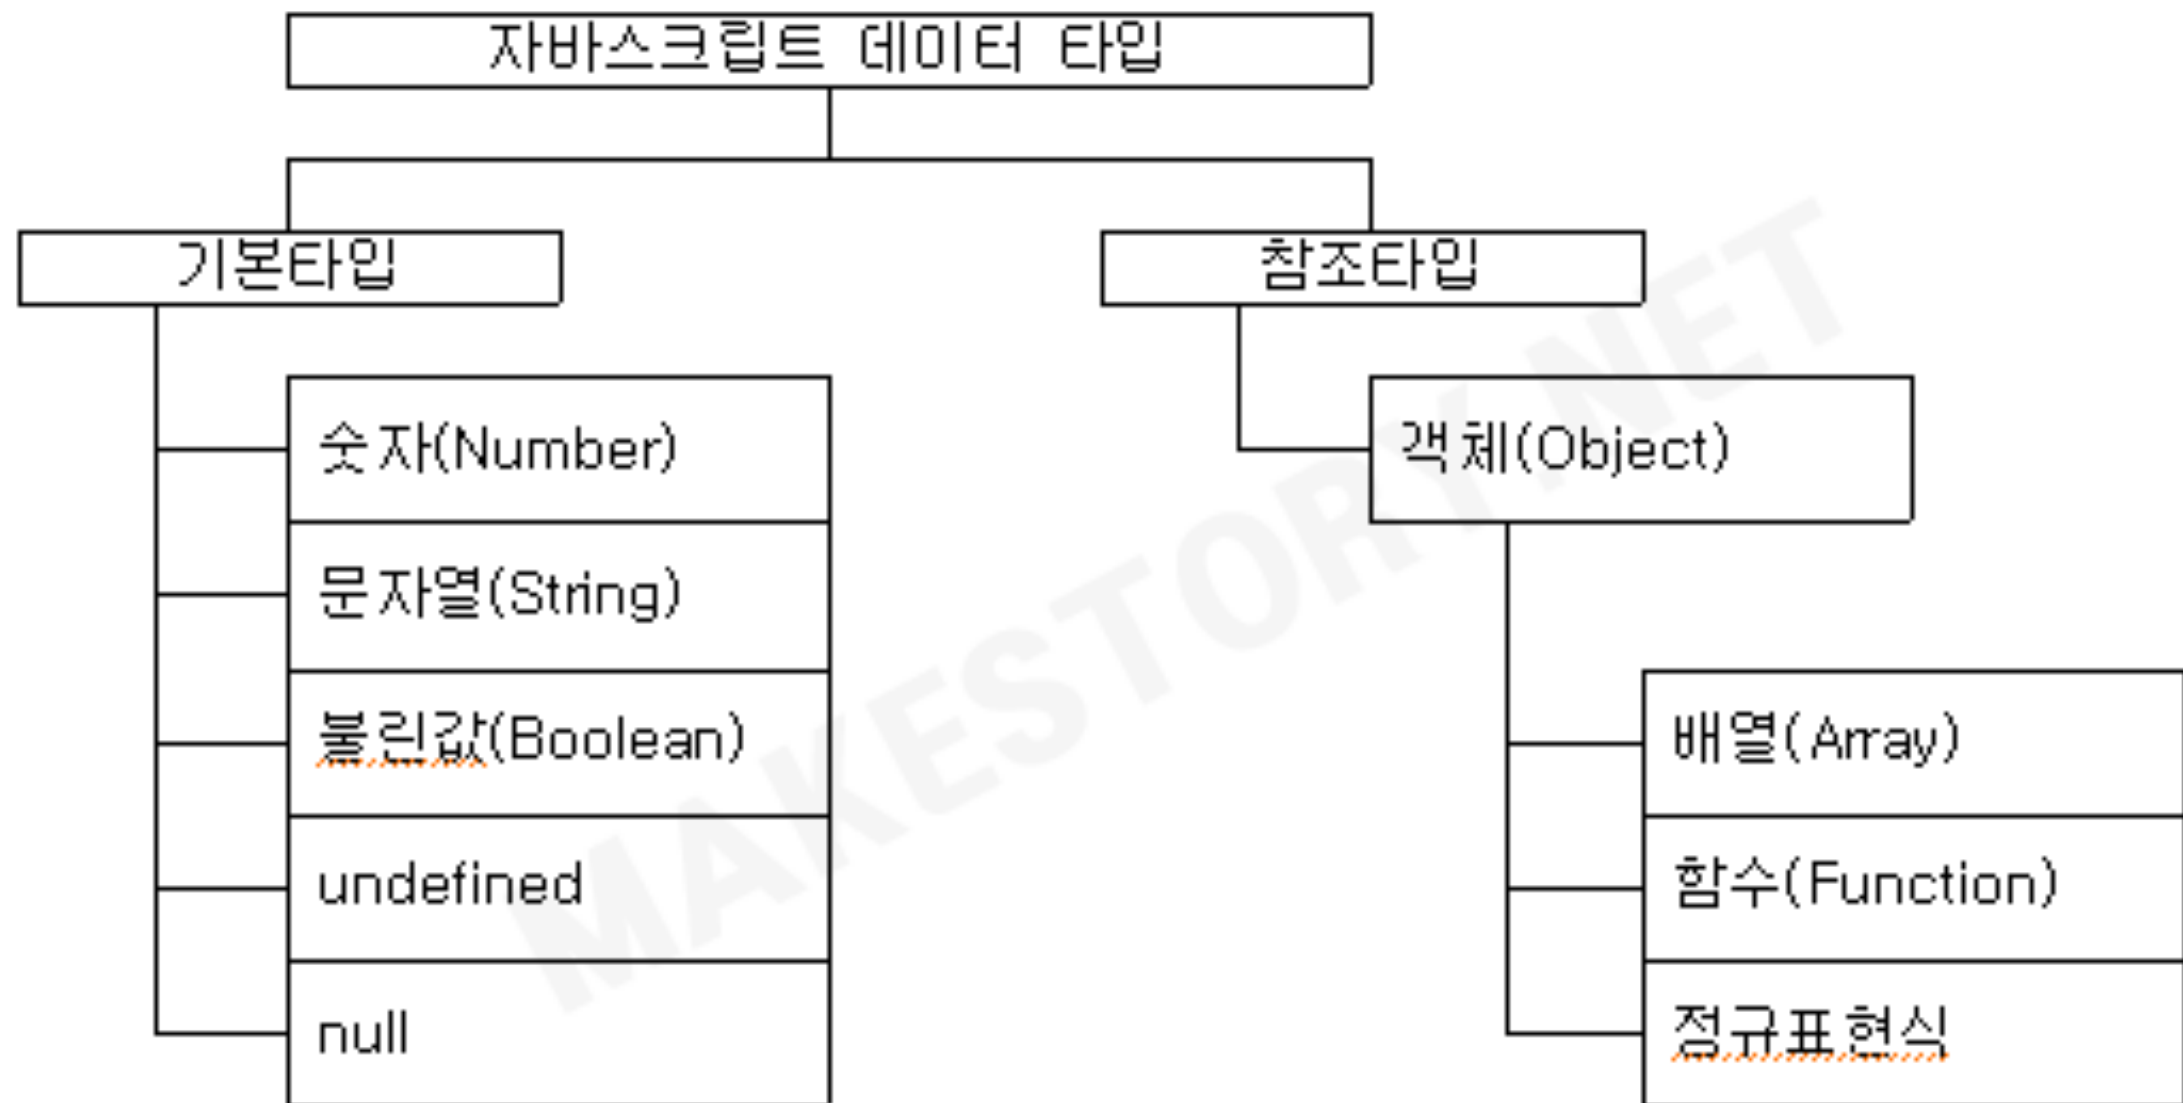 자바스크립트 데이터 타입
기본타입
참조타입
숫자(Number)
객체(Object)
문자열(String)
불린값(Boolean)
배열(Array)
undefined
함수(Function)
null
정규표현식
MAKESTORY.NET